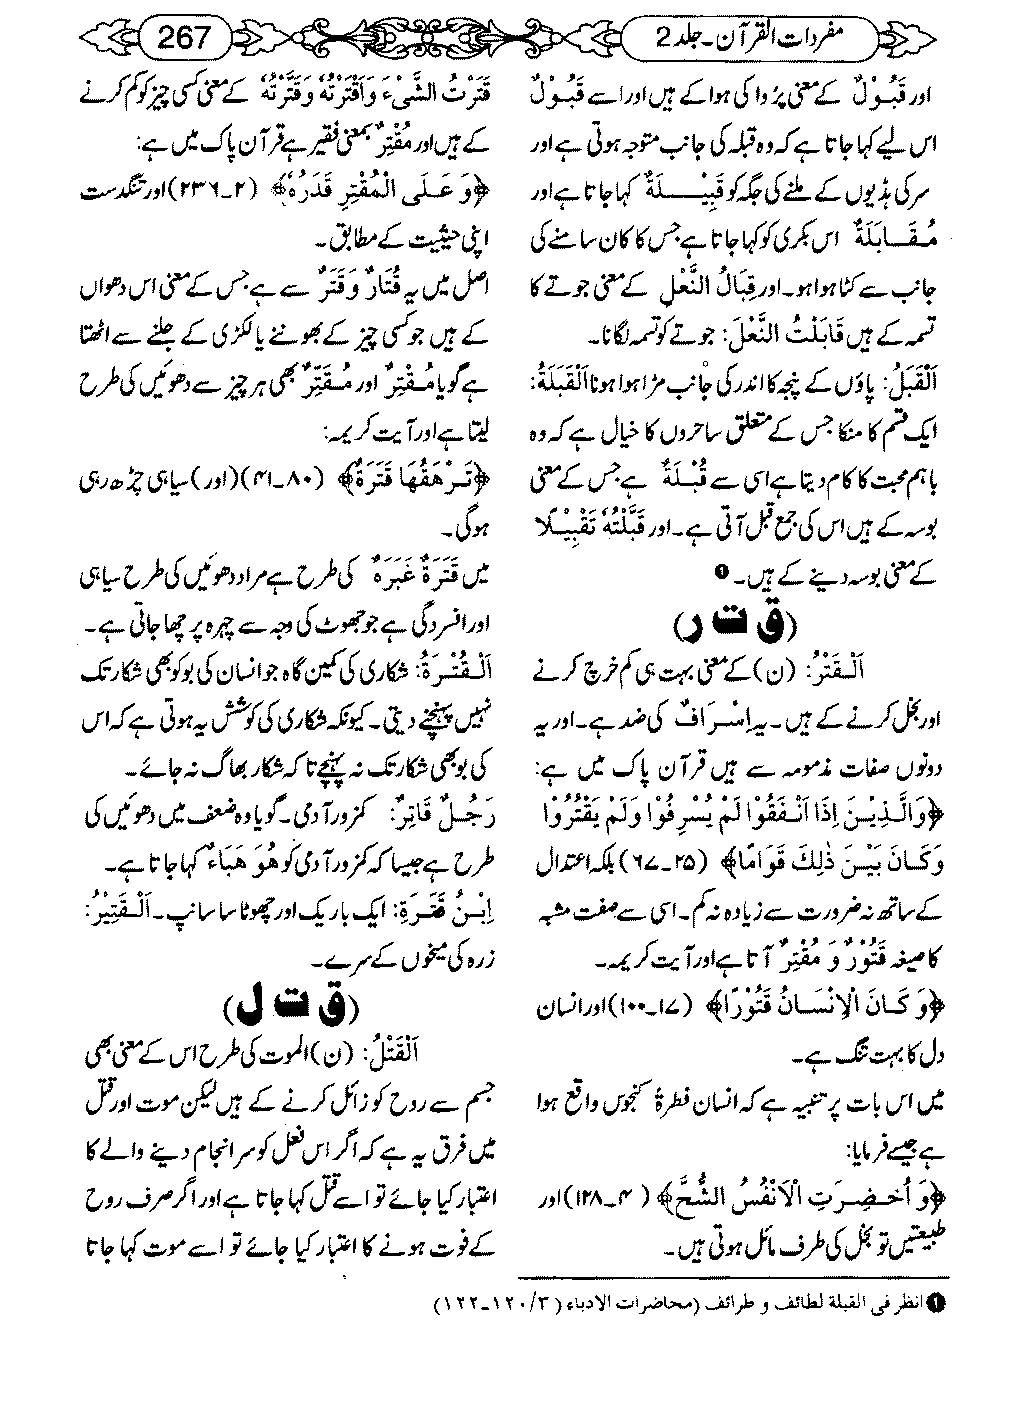 مفردات القرآن۔ جلد 2
267
اور قَبُوْلٌ کے معنی پرُوا کی ہوا کے ہیں اور اسے قَبُولٌ
اس لیے کہا جاتا ہے کہ وہ قبلہ کی جانب متوجہ ہوتی ہے اور
سر کی ہڈیوں کے ملنے کی جگہ کو قَبِیْلَةٌ کہا جاتا ہے اور
مُقَابَلَةٌ اس بکری کو کہا جاتا ہے جس کا کان سامنے کی
جانب سے کٹا ہوا ہو۔ اور قِبَالُ النَّعْلِ کے معنی جوتے کا
تسمہ کے ہیں قَابَلْتُ النَّعْلَ: جوتے کو تسمہ لگانا۔
اَلْقَبَلُ: پاؤں کے پنجہ کا اندر کی جانب مڑا ہوا ہونا اَلْقَبَلَةُ:
ایک قسم کا منکا جس کے متعلق ساحروں کا خیال ہے کہ وہ
باہم محبت کا کام دیتا ہے اسی سے قُبْلَةٌ ہے جس کے معنی
بوسہ کے ہیں اس کی جمع قبل آتی ہے۔ اور قَبَّلْتُهٗ تَقْبِیْلًا
کے معنی بوسہ دینے کے ہیں۔ ❶
(ق ت ر)
اَلْقَتْرُ: (ن) کے معنی بہت ہی کم خرچ کرنے
اور بخل کرنے کے ہیں۔ یہ اِسْرَافٌ کی ضد ہے۔ اور یہ
دونوں صفات مذمومہ سے ہیں قرآن پاک میں ہے:
﴿وَالَّذِیْنَ اِذَا اَنْفَقُوْا لَمْ یُسْرِفُوْا وَلَمْ یَقْتُرُوْا
وَکَانَ بَیْنَ ذٰلِكَ قَوَامًا﴾ (۲۵۔۶۷) بلکہ اعتدال
کے ساتھ نہ ضرورت سے زیادہ نہ کم۔ اسی سے صفت مشبہ
کا صیغہ قَتُوْرٌ وَ مُقْتِرٌ آتا ہے اور آیت کریمہ۔
﴿وَ کَانَ الْاِنْسَانُ قَتُوْرًا﴾ (۱۷۔۱۰۰) اور انسان
دل کا بہت تنگ ہے۔
میں اس بات پر تنبیہ ہے کہ انسان فطرۃً کنجوس واقع ہوا
ہے جیسے فرمایا:
﴿وَ اُحْضِرَتِ الْاَنْفُسُ الشُّحَّ﴾ (۴۔۱۲۸) اور
طبیعتیں تو بخل کی طرف مائل ہوتی ہیں۔
قَتَرْتُ الشَّیْءَ وَاَقْتَرْتُهٗ وَقَتَّرْتُهٗ کے معنی کسی چیز کو کم کرنے
کے ہیں اور مُقْتِرٌ بمعنی فقیر ہے قرآن پاک میں ہے:
﴿وَ عَلَی الْمُقْتِرِ قَدَرُهٗ﴾ (۲۔۲۳۶) اور تنگدست
اپنی حیثیت کے مطابق۔
اصل میں یہ قُتَارٌ وَ قَتَرٌ سے ہے جس کے معنی اس دھواں
کے ہیں جو کسی چیز کے بھوننے یا لکڑی کے جلنے سے اٹھتا
ہے گویا مُقْتِرٌ اور مُقَتِّرٌ بھی ہر چیز سے دھوئیں کی طرح
لیتا ہے اور آیت کریمہ:
﴿تَرْهَقُهَا قَتَرَةٌ﴾ (۸۰۔۴۱) (اور) سیاہی چڑھ رہی
ہوگی۔
میں قَتَرَةٌ غَبَرَةٌ کی طرح ہے مراد دھوئیں کی طرح سیاہی
اور افسردگی ہے جو جھوٹ کی وجہ سے چہرہ پر چھا جاتی ہے۔
اَلْقُتْرَةُ: شکاری کی کمین گاہ جو انسان کی بو کو بھی شکار تک
نہیں پہنچنے دیتی۔ کیونکہ شکاری کی کوشش یہ ہوتی ہے کہ اس
کی بو بھی شکار تک نہ پہنچے تاکہ شکار بھاگ نہ جائے۔
رَجُلٌ قَاتِرٌ: کمزور آدمی۔ گویا وہ ضعف میں دھوئیں کی
طرح ہے جیسا کہ کمزور آدمی کو هُوَ هَبَاءٌ کہا جاتا ہے۔
اِبْنُ قَتَرَةِ: ایک باریک اور چھوٹا سا سانپ۔ اَلْقَتِیْرُ:
زرہ کی میخوں کے سرے۔
(ق ت ل)
اَلْقَتْلُ: (ن) الموت کی طرح اس کے معنی بھی
جسم سے روح کو زائل کرنے کے ہیں لیکن موت اور قتل
میں فرق یہ ہے کہ اگر اس فعل کو سرانجام دینے والے کا
اعتبار کیا جائے تو اسے قتل کہا جاتا ہے اور اگر صرف روح
کے فوت ہونے کا اعتبار کیا جائے تو اسے موت کہا جاتا
❶ انظر فی القبلة لطائف و طرائف (محاضرات الادباء (۳/ ۱۲۰۔۱۲۲)